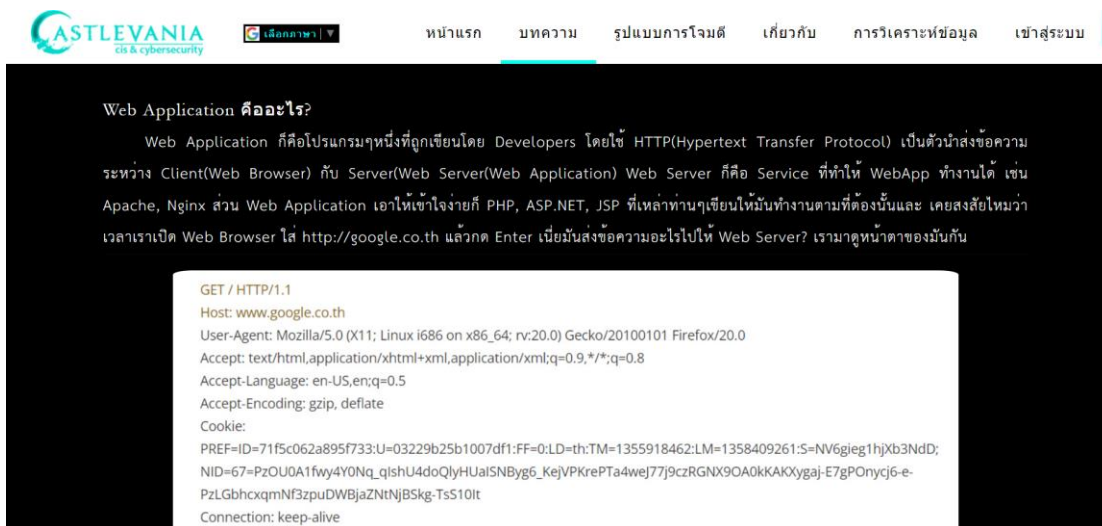 CASTLEVANIA
cis & cybersecurity
G เลือกภาษา | ▼
หน้าแรก
บทความ
รูปแบบการโจมตี
เกี่ยวกับ
การวิเคราะห์ข้อมูล
เข้าสู่ระบบ
Web Application คืออะไร?
Web Application ก็คือโปรแกรมๆหนึ่งที่ถูกเขียนโดย Developers โดยใช้ HTTP(Hypertext Transfer Protocol) เป็นตัวนำส่งข้อความ
ระหว่าง Client(Web Browser) กับ Server(Web Server(Web Application) Web Server ก็คือ Service ที่ทำให้ WebApp ทำงานได้ เช่น
Apache, Nginx ส่วน Web Application เอาให้เข้าใจง่ายก็ PHP, ASP.NET, JSP ที่เหล่าท่านๆเขียนให้มันทำงานตามที่ต้องนั้นและ เคยสงสัยไหมว่า
เวลาเราเปิด Web Browser ใส่ http://google.co.th แล้วกด Enter เนี่ยมันส่งข้อความอะไรไปให้ Web Server? เรามาดูหน้าตาของมันกัน
GET / HTTP/1.1
Host: www.google.co.th
User-Agent: Mozilla/5.0 (X11; Linux i686 on x86_64; rv:20.0) Gecko/20100101 Firefox/20.0
Accept: text/html,application/xhtml+xml,application/xml;q=0.9,*/*;q=0.8
Accept-Language: en-US,en;q=0.5
Accept-Encoding: gzip, deflate
Cookie:
PREF=ID=71f5c062a895f733:U=03229b25b1007df1:FF=0:LD=th:TM=1355918462:LM=1358409261:S=NV6gieg1hjXb3NdD;
NID=67=PzOU0A1fwy4Y0Nq_qIshU4doQlyHUaISNByg6_KejVPKrePTa4weJ77j9czRGNX9OA0kKAKXygaj-E7gPOnycj6-e-
PzLGbhcxqmNf3zpuDWBjaZNtNjBSkg-TsS10It
Connection: keep-alive